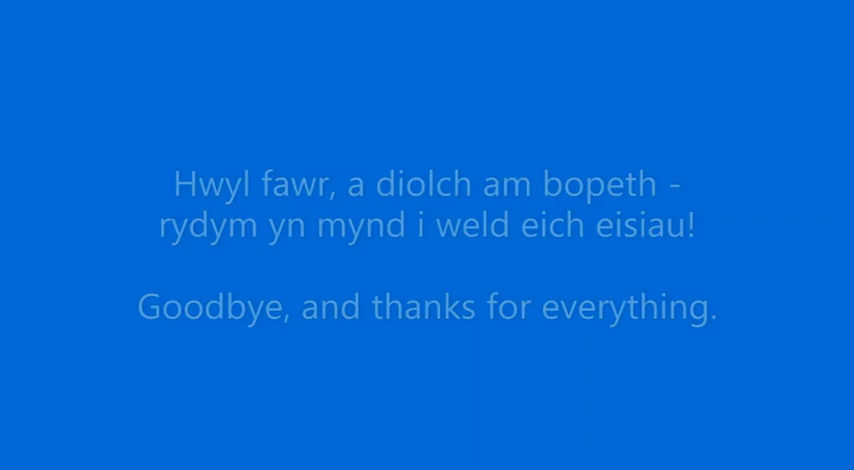 Hwyl fawr, a diolch am bopeth -
rydym yn mynd i weld eich eisiau!
Goodbye, and thanks for everything.